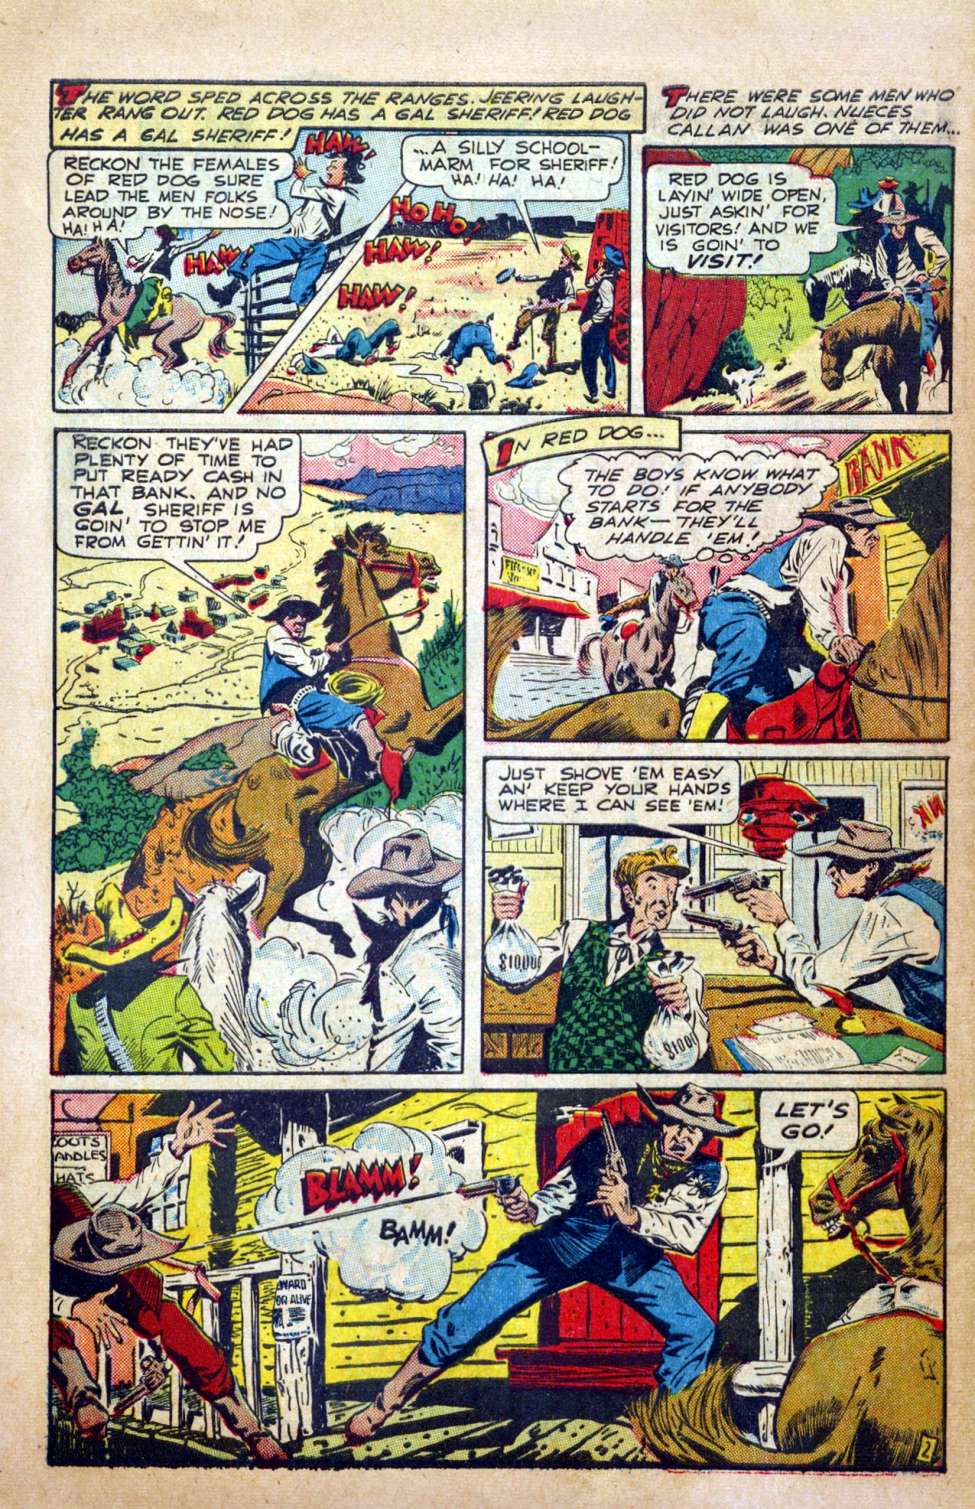 THE WORD SPED ACROSS THE RANGES. JEERING LAUGH-
TER RANG OUT. RED DOG HAS A GAL SHERIFF! RED DOG
HAS A GAL SHERIFF!
RECKON THE FEMALES
OF RED DOG SURE
LEAD THE MEN FOLKS
AROUND BY THE NOSE!
HA! HA!
HAW!
HAW!
...A SILLY SCHOOL-
MARM FOR SHERIFF!
HA! HA! HA!
HO HO!
HAW!
HAW!
THERE WERE SOME MEN WHO
DID NOT LAUGH. NUECES
CALLAN WAS ONE OF THEM...
RED DOG IS
LAYIN' WIDE OPEN,
JUST ASKIN' FOR
VISITORS! AND WE
IS GOIN' TO
VISIT!
RECKON THEY'VE HAD
PLENTY OF TIME TO
PUT READY CASH IN
THAT BANK. AND NO
GAL SHERIFF IS
GOIN' TO STOP ME
FROM GETTIN' IT!
IN RED DOG...
THE BOYS KNOW WHAT
TO DO! IF ANYBODY
STARTS FOR THE
BANK—THEY'LL
HANDLE 'EM!
BANK
JUST SHOVE 'EM EASY
AN' KEEP YOUR HANDS
WHERE I CAN SEE 'EM!
$1000
$1000
BLAMM!
BAMM!
LET'S
GO!
OOTS
ANDLES
HATS
WARD
OR ALIVE
2